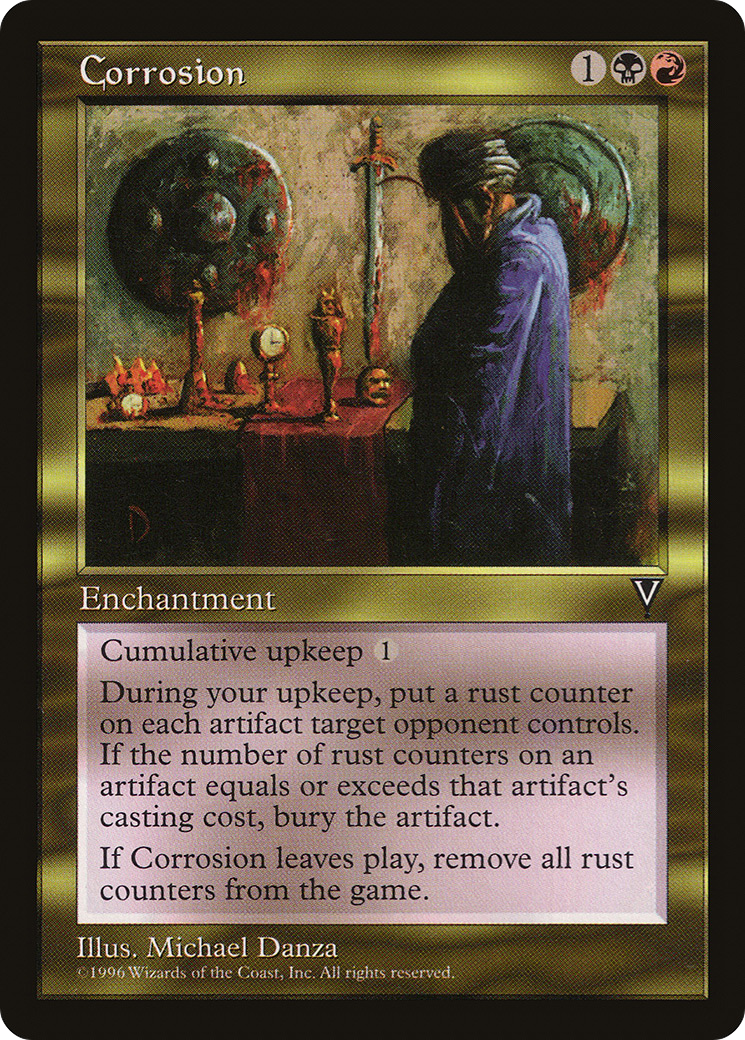 Corrosion 1
Enchantment V
Cumulative upkeep 1
During your upkeep, put a rust counter
on each artifact target opponent controls.
If the number of rust counters on an
artifact equals or exceeds that artifact's
casting cost, bury the artifact.
If Corrosion leaves play, remove all rust
counters from the game.
Illus. Michael Danza
©1996 Wizards of the Coast, Inc. All rights reserved.